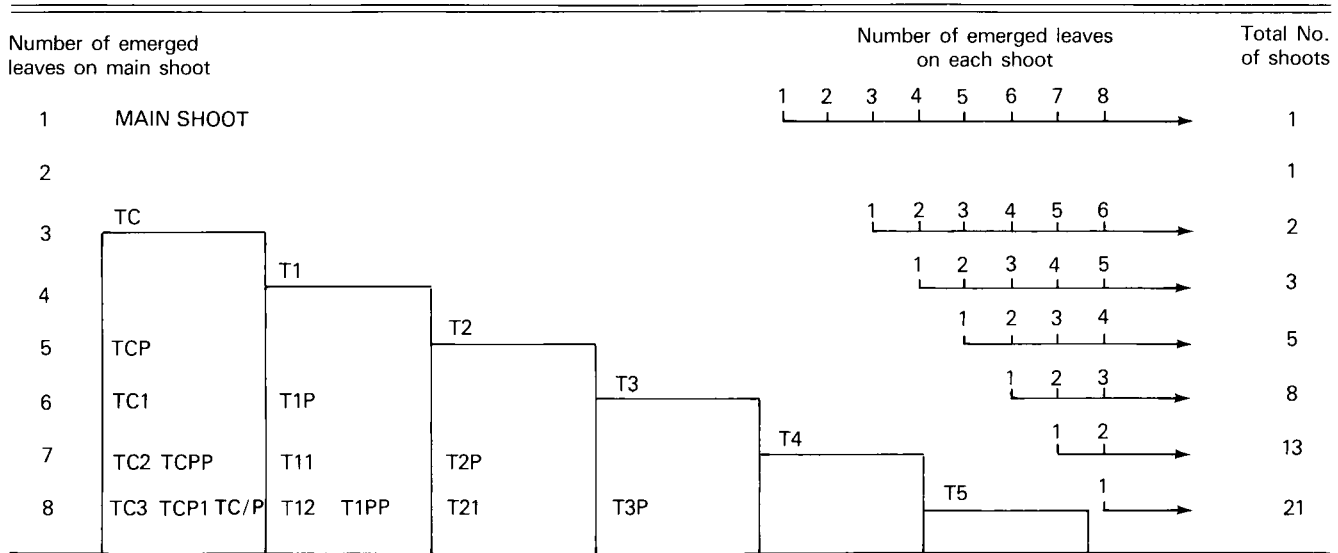 Number of emerged leaves on main shoot
Number of emerged leaves on each shoot
Total No. of shoots
1 2 3 4 5 6 7 8
1 MAIN SHOOT 1
2 1
TC 1 2 3 4 5 6
3 2
T1 1 2 3 4 5
4 3
T2 1 2 3 4
5 TCP 5
T3 1 2 3
6 TC1 T1P 8
T4 1 2
7 TC2 TCPP T11 T2P 13
T5 1
8 TC3 TCP1 TC/P T12 T1PP T21 T3P 21